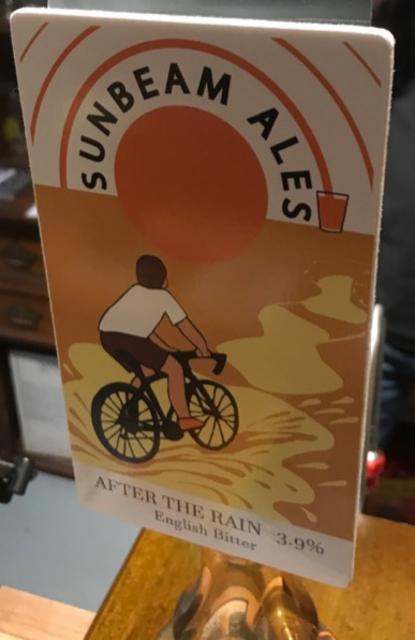 SUNBEAM ALES
AFTER THE RAIN 3.9%
English Bitter